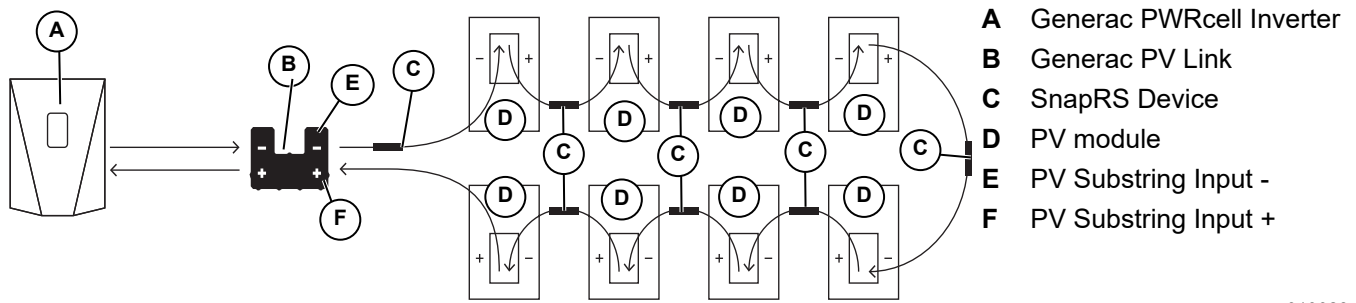 A Generac PWRcell Inverter
B Generac PV Link
C SnapRS Device
D PV module
E PV Substring Input -
F PV Substring Input +
A
B
E
C
F
- -
+ +
- + - + - + - +
D D D D
C C C C
D D D D
+ - + - + - + -